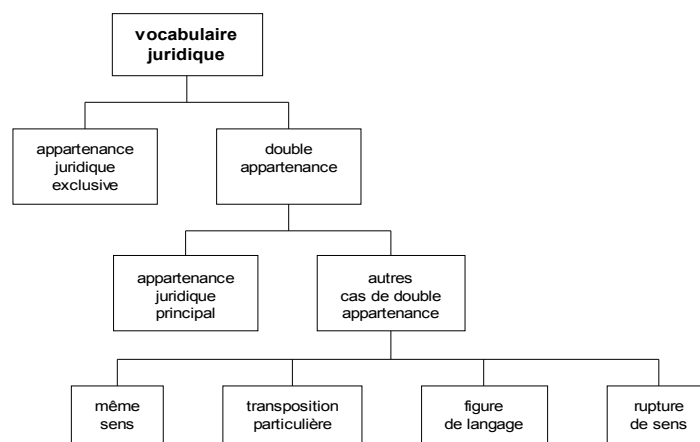 vocabulaire
juridique
appartenance
juridique
exclusive
double
appartenance
appartenance
juridique
principal
autres
cas de double
appartenance
même
sens
transposition
particulière
figure
de langage
rupture
de sens